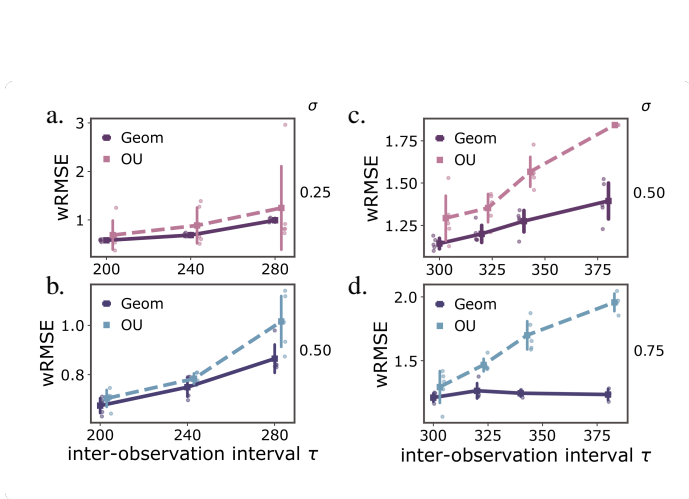 a.
σ
wRMSE
3
2
1
Geom
OU
0.25
200
240
280
c.
σ
wRMSE
1.75
1.50
1.25
Geom
OU
0.50
300
325
350
375
b.
wRMSE
1.0
0.8
Geom
OU
0.50
200
240
280
inter-observation interval τ
d.
wRMSE
2.0
1.5
Geom
OU
0.75
300
325
350
375
inter-observation interval τ